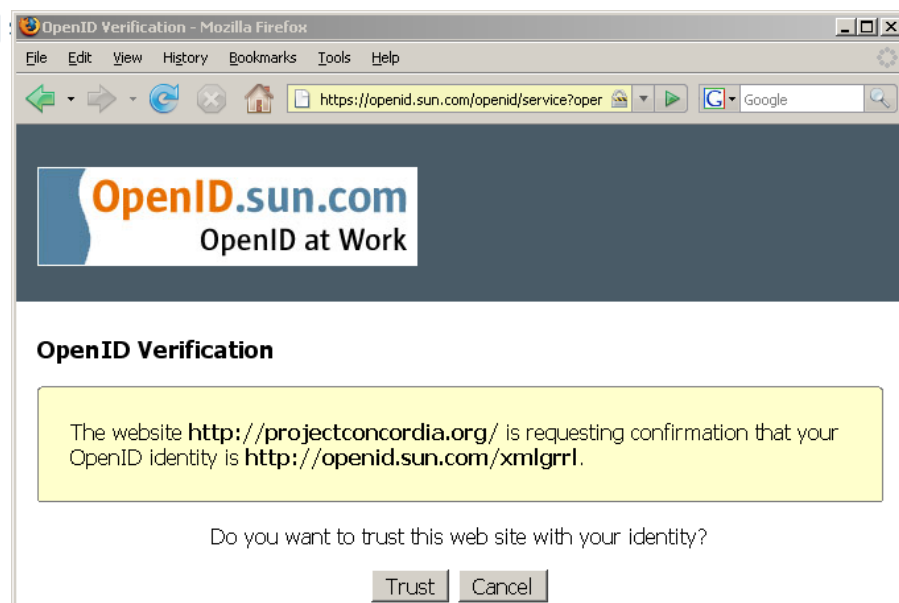 OpenID Verification - Mozilla Firefox
File Edit View History Bookmarks Tools Help
https://openid.sun.com/openid/service?oper
G Google
OpenID.sun.com
OpenID at Work
OpenID Verification
The website http://projectconcordia.org/ is requesting confirmation that your
OpenID identity is http://openid.sun.com/xmlgrrl.
Do you want to trust this web site with your identity?
Trust Cancel